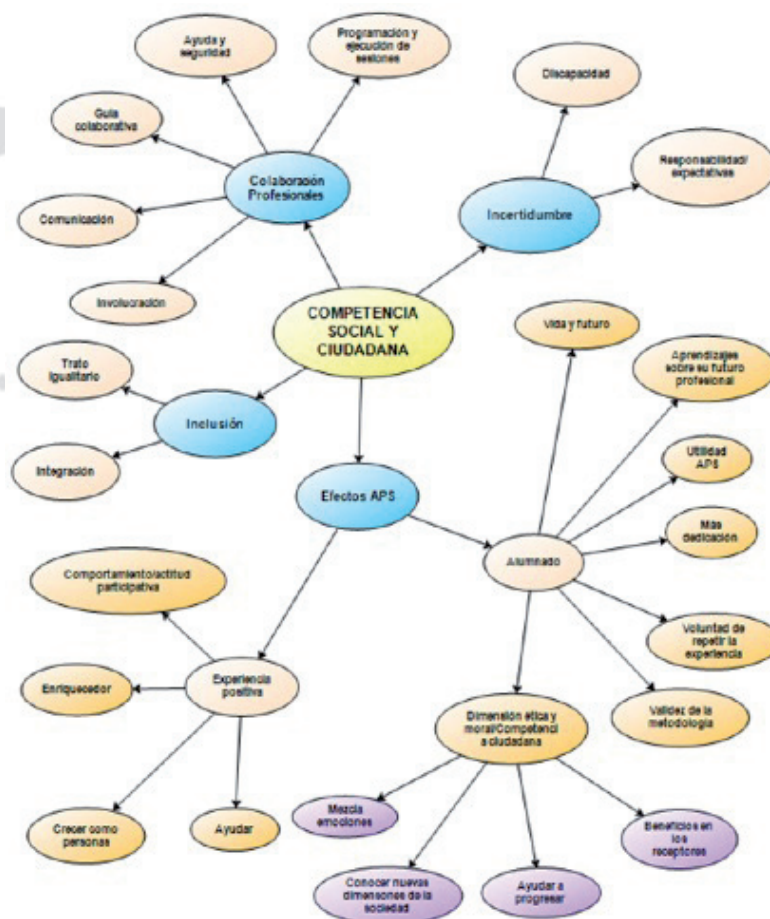 Ayuda y
seguridad
Programación y
ejecución de
sesiones
Guía
colaborativa
Colaboración
Profesionales
Comunicación
Involucración
Discapacidad
Responsabilidad/
expectativas
Incertidumbre
COMPETENCIA
SOCIAL Y
CIUDADANA
Trato
igualitario
Inclusión
Integración
Efectos APS
Vida y futuro
Aprendizajes
sobre su futuro
profesional
Utilidad
APS
Más
dedicación
Alumnado
Voluntad de
repetir la
experiencia
Validez de la
metodología
Comportamiento/actitud
participativa
Enriquecedor
Experiencia
positiva
Crecer como
personas
Ayudar
Dimensión ética y
moral/Competenci
a ciudadana
Mezcla
emociones
Conocer nuevas
dimensiones de la
sociedad
Ayudar a
progresar
Beneficios en
los
receptores